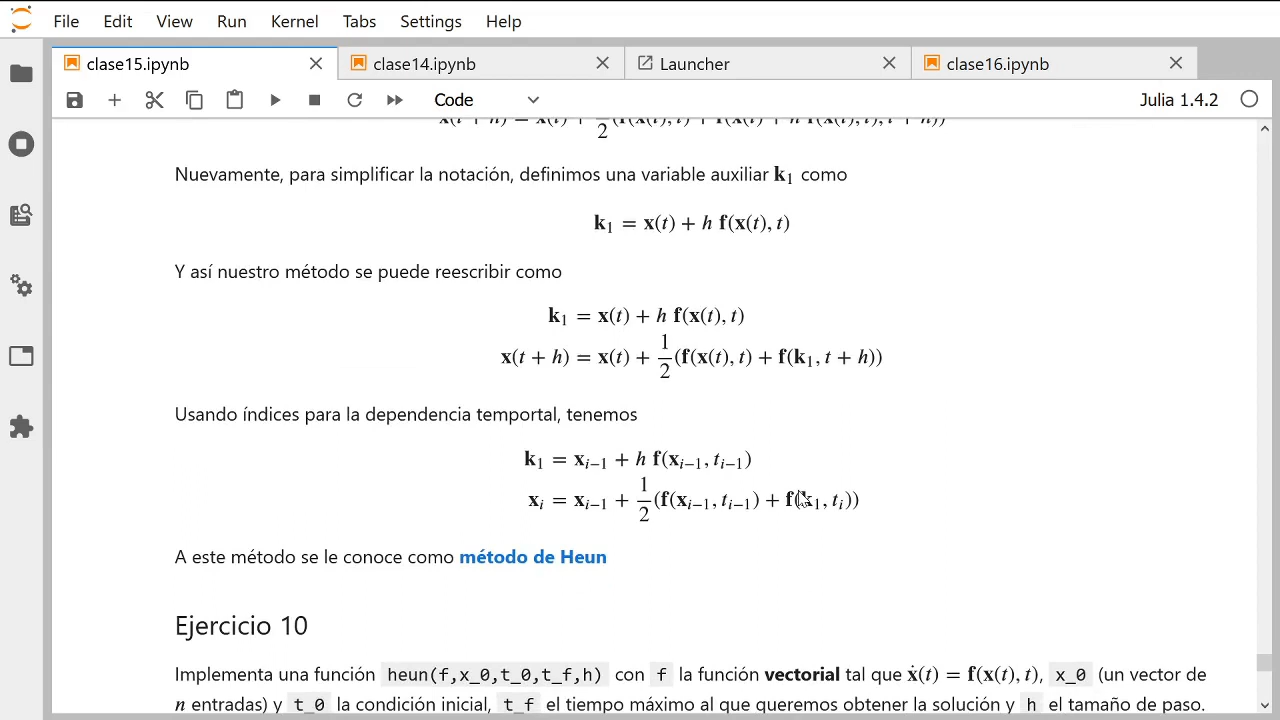 File Edit View Run Kernel Tabs Settings Help
clase15.ipynb clase14.ipynb Launcher clase16.ipynb
Code Julia 1.4.2
2
Nuevamente, para simplificar la notación, definimos una variable auxiliar k₁ como
k₁ = x(t) + h f(x(t), t)
Y así nuestro método se puede reescribir como
k₁ = x(t) + h f(x(t), t)
x(t + h) = x(t) + 1/2 (f(x(t), t) + f(k₁, t + h))
Usando índices para la dependencia temportal, tenemos
k₁ = xᵢ₋₁ + h f(xᵢ₋₁, tᵢ₋₁)
xᵢ = xᵢ₋₁ + 1/2 (f(xᵢ₋₁, tᵢ₋₁) + f(k₁, tᵢ))
A este método se le conoce como método de Heun
Ejercicio 10
Implementa una función heun(f,x_0,t_0,t_f,h) con f la función vectorial tal que ẋ(t) = f(x(t), t), x_0 (un vector de
n entradas) y t_0 la condición inicial, t_f el tiempo máximo al que queremos obtener la solución y h el tamaño de paso.